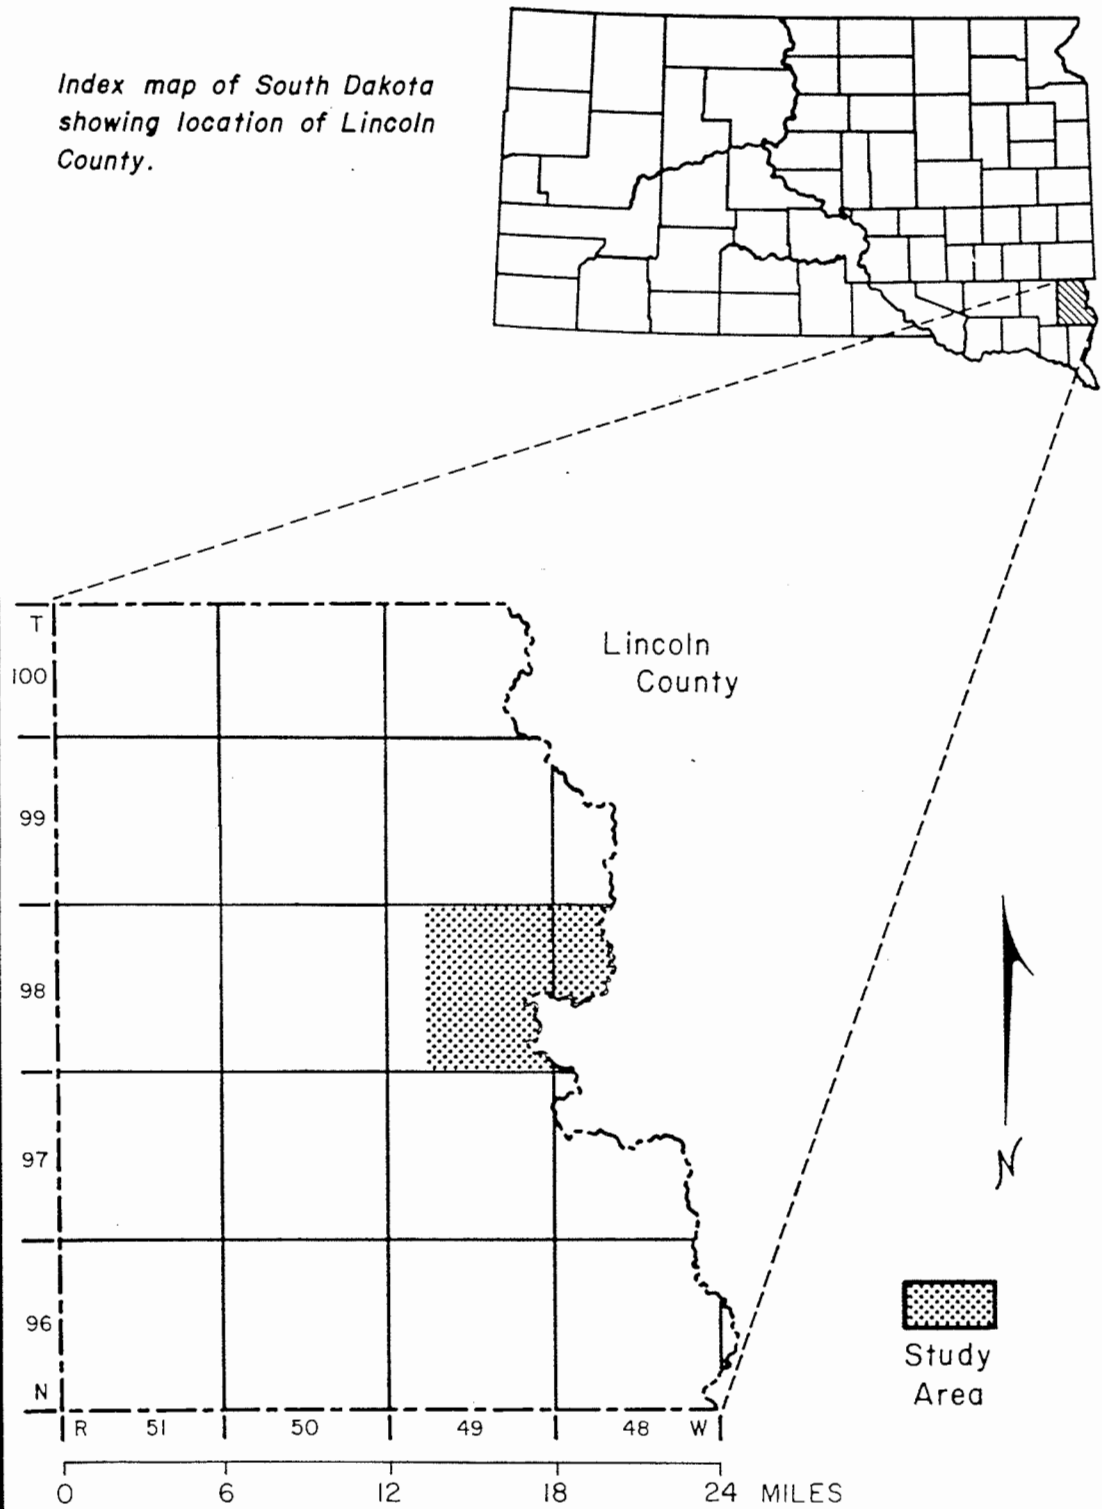 Index map of South Dakota
showing location of Lincoln
County.
Lincoln
County
T
100
99
98
97
96
N
R 51 50 49 48 W
N
Study
Area
0 6 12 18 24 MILES